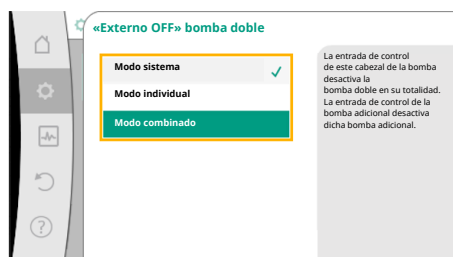 «Externo OFF» bomba doble
Modo sistema
Modo individual
Modo combinado
La entrada de control
de este cabezal de la bomba
desactiva la
bomba doble en su totalidad.
La entrada de control de la
bomba adicional desactiva
dicha bomba adicional.